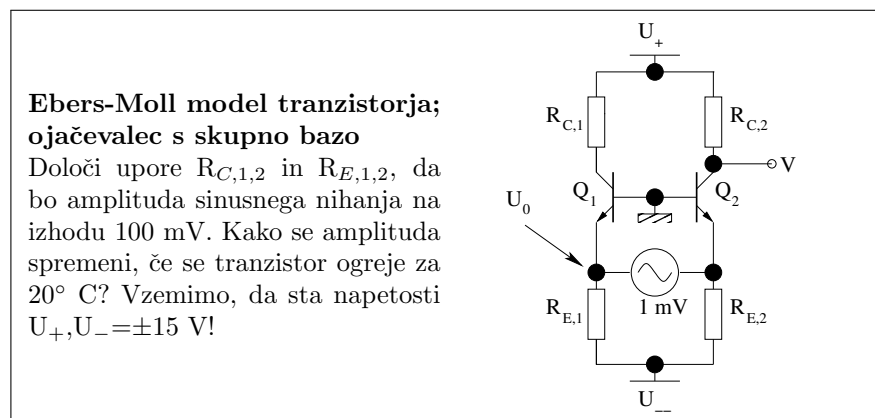 Ebers-Moll model tranzistorja;
ojačevalec s skupno bazo
Določi upore R_{C,1,2} in R_{E,1,2}, da
bo amplituda sinusnega nihanja na
izhodu 100 mV. Kako se amplituda
spremeni, če se tranzistor ogreje za
20° C? Vzemimo, da sta napetosti
U_+,U_-=±15 V!
U_+
R_{C,1}
R_{C,2}
V
Q_1
Q_2
U_0
R_{E,1}
1 mV
R_{E,2}
U_{--}